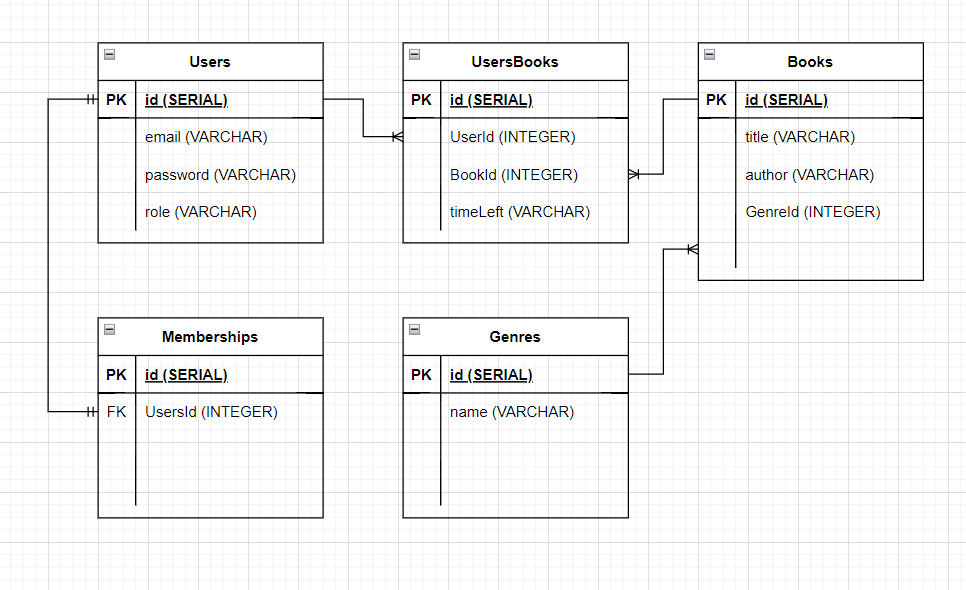 Users
PK id (SERIAL)
email (VARCHAR)
password (VARCHAR)
role (VARCHAR)
UsersBooks
PK id (SERIAL)
UserId (INTEGER)
BookId (INTEGER)
timeLeft (VARCHAR)
Books
PK id (SERIAL)
title (VARCHAR)
author (VARCHAR)
GenreId (INTEGER)
Memberships
PK id (SERIAL)
FK UsersId (INTEGER)
Genres
PK id (SERIAL)
name (VARCHAR)